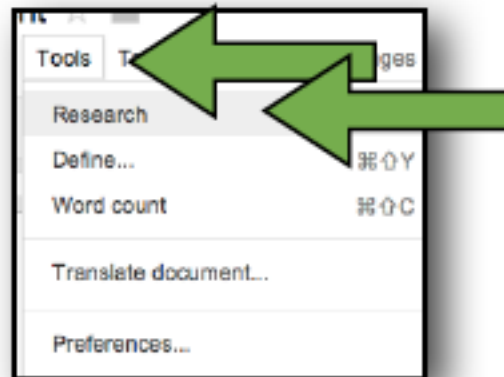 Tools
Research
Define... ⌘⇧Y
Word count ⌘⇧C
Translate document...
Preferences...